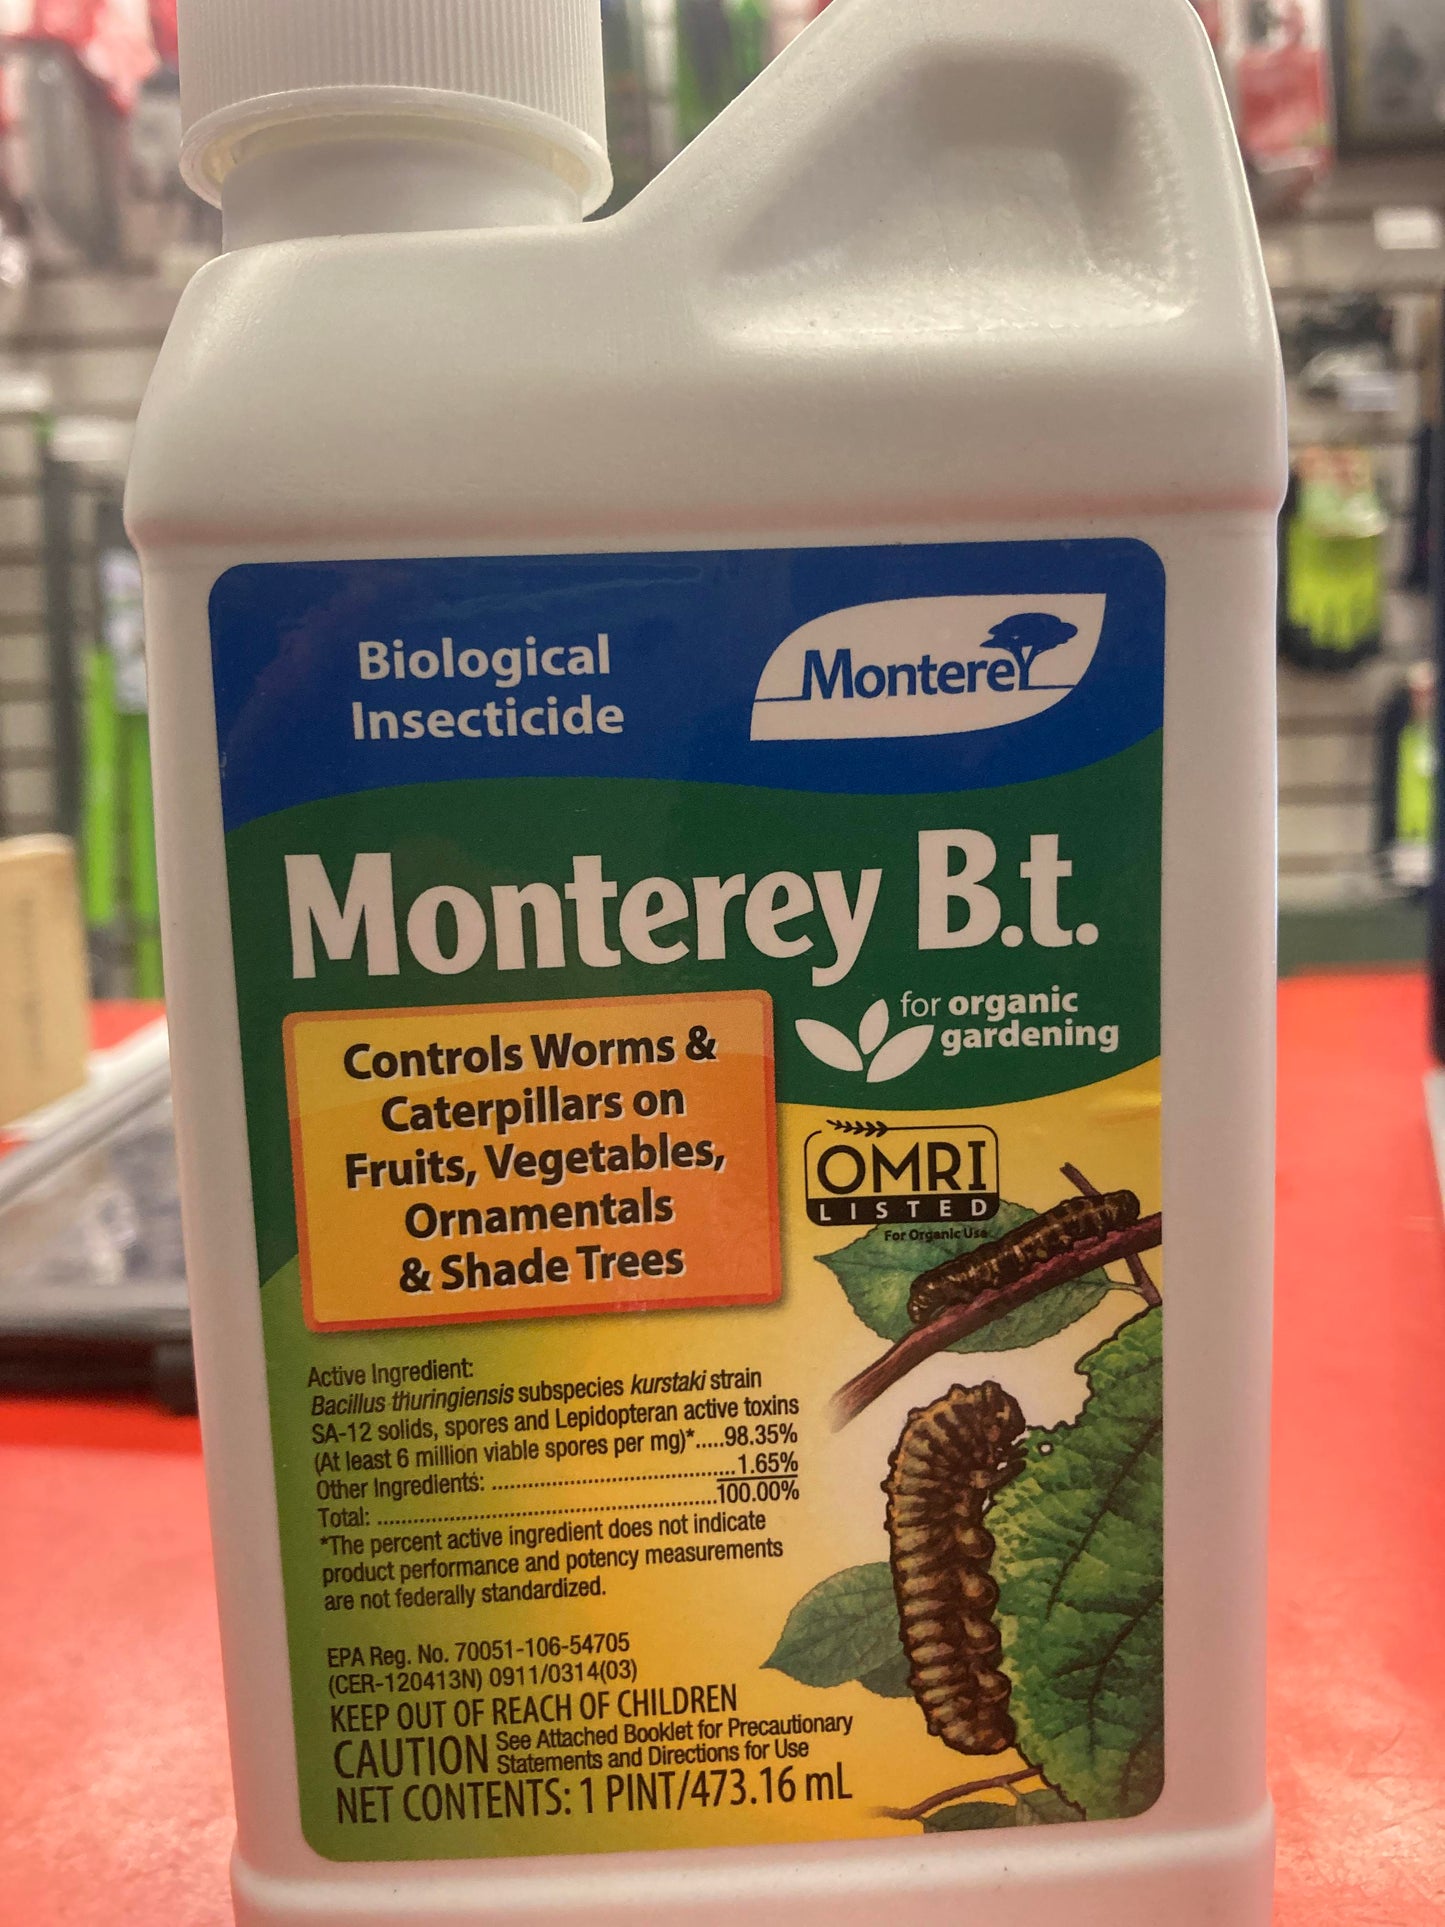 Biological
Insecticide
Monterey
Monterey B.t.
for organic
gardening
Controls Worms &
Caterpillars on
Fruits, Vegetables,
Ornamentals
& Shade Trees
OMRI
LISTED
For Organic Use
Active Ingredient:
Bacillus thuringiensis subspecies kurstaki strain
SA-12 solids, spores and Lepidopteran active toxins
(At least 6 million viable spores per mg)*.....98.35%
Other Ingredients: ..........................................1.65%
Total: ...........................................................100.00%
*The percent active ingredient does not indicate
product performance and potency measurements
are not federally standardized.
EPA Reg. No. 70051-106-54705
(CER-120413N) 0911/0314(03)
KEEP OUT OF REACH OF CHILDREN
CAUTION See Attached Booklet for Precautionary
Statements and Directions for Use
NET CONTENTS: 1 PINT/473.16 mL